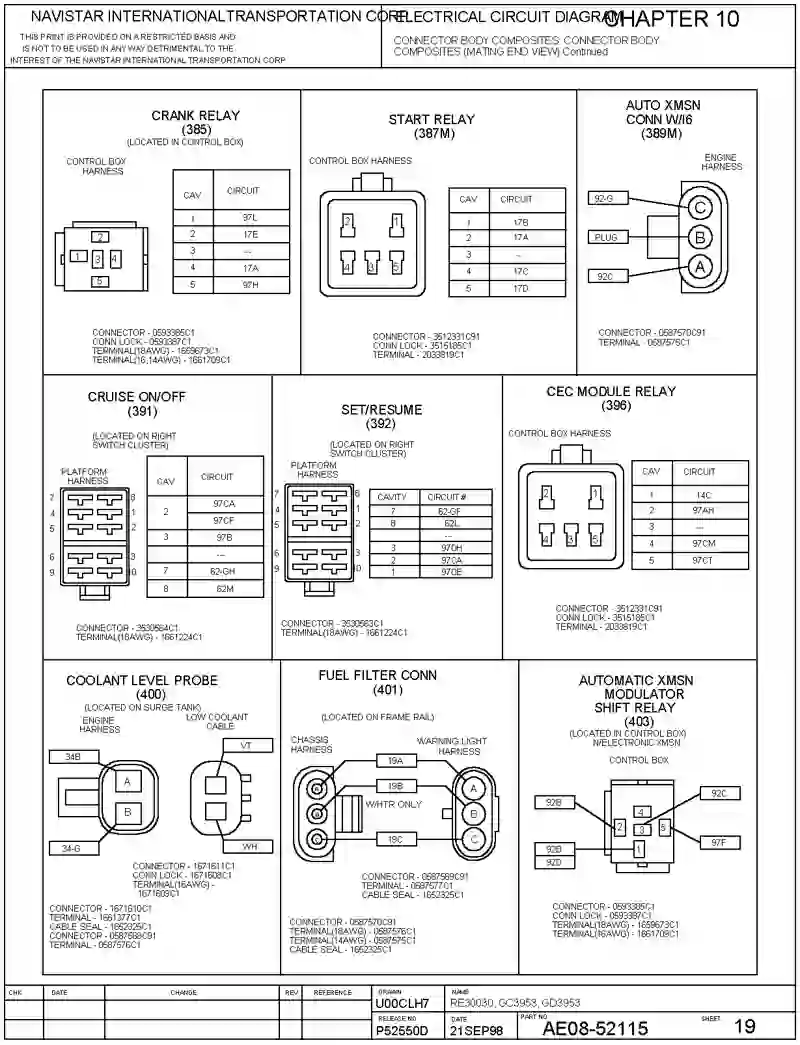 NAVISTAR INTERNATIONAL TRANSPORTATION CORP
THIS PRINT IS PROVIDED ON A RESTRICTED BASIS AND
IS NOT TO BE USED IN ANY WAY DETRIMENTAL TO THE
INTEREST OF THE NAVISTAR INTERNATIONAL TRANSPORTATION CORP
ELECTRICAL CIRCUIT DIAGRAM
CHAPTER 10
CONNECTOR BODY COMPOSITES: CONNECTOR BODY
COMPOSITES (MATING END VIEW) Continued
CRANK RELAY
(385)
(LOCATED IN CONTROL BOX)
CONTROL BOX
HARNESS
2
1 3 4
5
CAV CIRCUIT
1 97L
2 17E
3 --
4 17A
5 97H
CONNECTOR - 0593385C1
CONN LOCK - 0593387C1
TERMINAL(18AWG) - 1659673C1
TERMINAL(16,14AWG) - 1661709C1
START RELAY
(387M)
CONTROL BOX HARNESS
2 1
4 3 5
CAV CIRCUIT
1 17B
2 17A
3 --
4 17C
5 17D
CONNECTOR - 3512331C91
CONN LOCK - 3515185C1
TERMINAL - 2033819C1
AUTO XMSN
CONN W/I6
(389M)
ENGINE
HARNESS
92-G C
PLUG B
92C A
CONNECTOR - 0587570C91
TERMINAL - 0587575C1
CRUISE ON/OFF
(391)
(LOCATED ON RIGHT
SWITCH CLUSTER)
PLATFORM
HARNESS
7 8
4 1
5 2
6 3
9 10
CAV CIRCUIT
2 97CA
97CF
3 97B
---
7 62-GH
8 62M
CONNECTOR - 3530564C1
TERMINAL(18AWG) - 1661224C1
SET/RESUME
(392)
(LOCATED ON RIGHT
SWITCH CLUSTER)
PLATFORM
HARNESS
7
4 1
5 2
6 3
9 10
CAVITY CIRCUIT #
7 62-GF
8 62L
---
3 97DH
2 97CA
1 97DE
CONNECTOR - 3530563C1
TERMINAL(18AWG) - 1661224C1
CEC MODULE RELAY
(396)
CONTROL BOX HARNESS
2 1
4 3 5
CAV CIRCUIT
1 14C
2 97AH
3 ---
4 97CM
5 97CT
CONNECTOR - 3512331C91
CONN LOCK - 3515185C1
TERMINAL - 2033819C1
COOLANT LEVEL PROBE
(400)
(LOCATED ON SURGE TANK)
ENGINE
HARNESS
LOW COOLANT
CABLE
34B
A
B
34-G
VT
WH
CONNECTOR - 1671611C1
CONN LOCK - 1671608C1
TERMINAL(16AWG) -
1671609C1
CONNECTOR - 1671610C1
TERMINAL - 1661377C1
CABLE SEAL - 1652325C1
CONNECTOR - 0587568C91
TERMINAL - 0587576C1
FUEL FILTER CONN
(401)
(LOCATED ON FRAME RAIL)
CHASSIS
HARNESS
WARNING LIGHT
HARNESS
A 19A A
B 19B B
W/HTR ONLY
C 19C C
CONNECTOR - 0587569C91
TERMINAL - 0587577C1
CABLE SEAL - 1652325C1
CONNECTOR - 0587570C91
TERMINAL(18AWG) - 0587576C1
TERMINAL(14AWG) - 0587575C1
CABLE SEAL - 1652325C1
AUTOMATIC XMSN
MODULATOR
SHIFT RELAY
(403)
(LOCATED IN CONTROL BOX)
N/ELECTRONIC XMSN
CONTROL BOX
92B
92C
4
2 3 5
1
92B
92D
97F
CONNECTOR - 0593385C1
CONN LOCK - 0593387C1
TERMINAL(18AWG) - 1659673C1
TERMINAL(16AWG) - 1661709C1
CHK DATE CHANGE REV REFERENCE
DRAWN
U00CLH7
NAME
RE30030, GC3953, GD3953
RELEASE NO
P52550D
DATE
21SEP98
PART NO
AE08-52115
SHEET 19